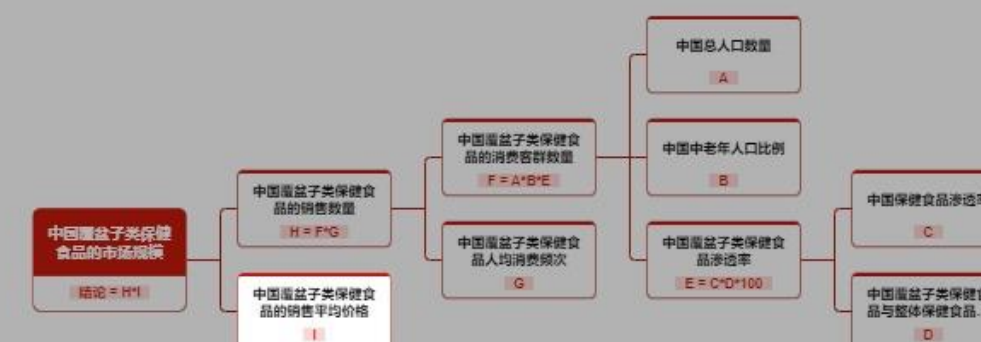 中国总人口数量
A
中国覆盆子类保健食
品的消费客群数量
F = A*B*E
中国中老年人口比例
B
中国覆盆子类保健食
品的销售数量
H = F*G
中国保健食品渗透率
C
中国覆盆子类保健
食品的市场规模
结论 = H*I
中国覆盆子类保健食
品人均消费频次
G
中国覆盆子类保健食
品渗透率
E = C*D*100
中国覆盆子类保健食
品的销售平均价格
I
中国覆盆子类保健食
品与整体保健食品...
D